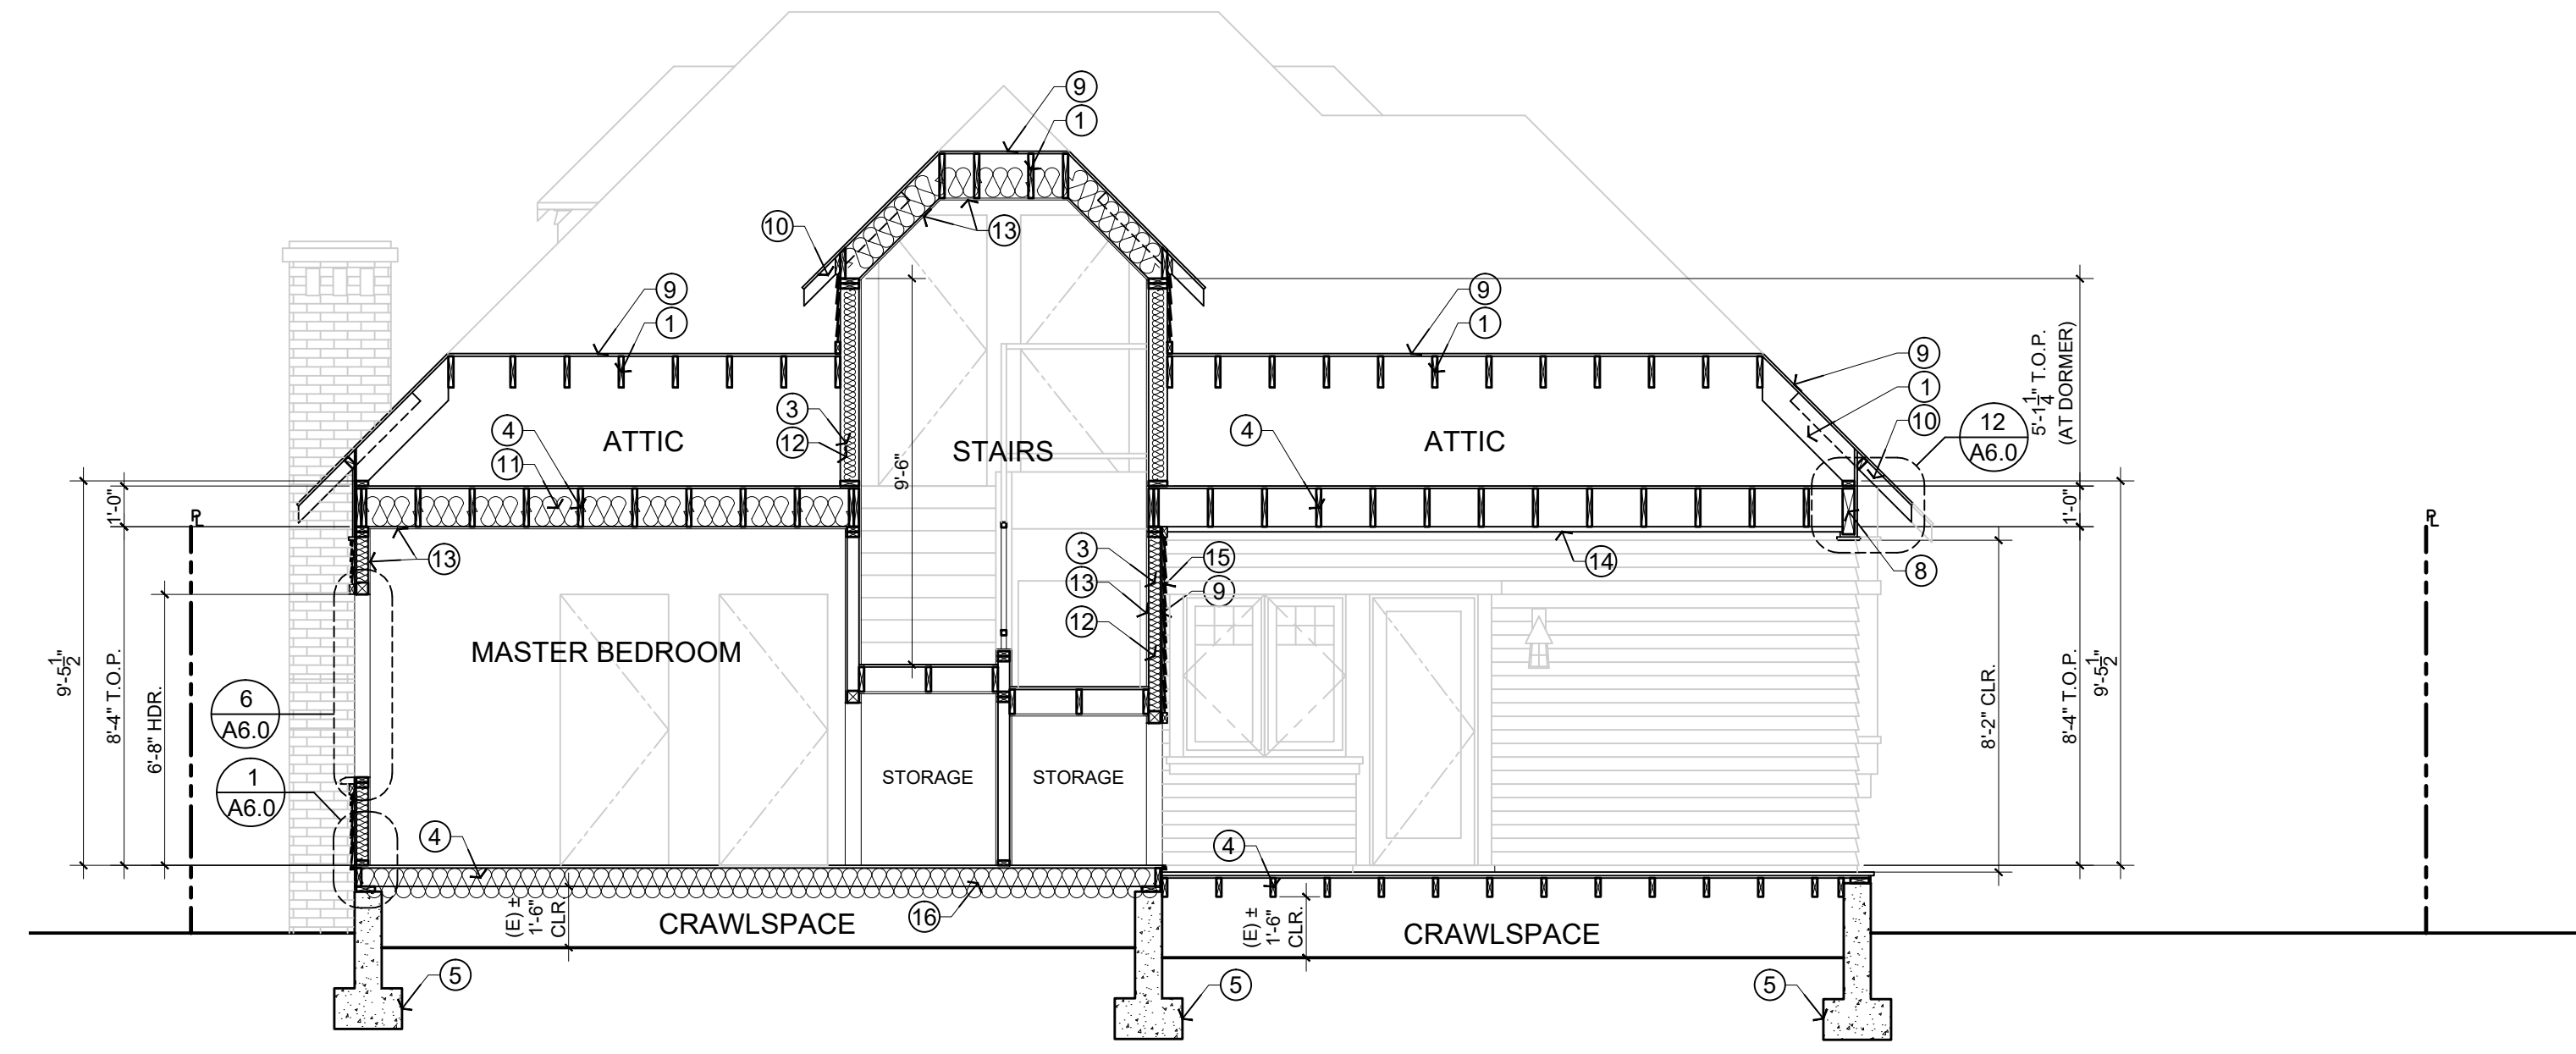 9
1
10
13
9
1
9
1
9
1
10
12
A6.0
5'-1 1/4" T.O.P.
(AT DORMER)
3
12
4
11
ATTIC
STAIRS
9'-6"
4
ATTIC
1'-0"
1'-0"
PL
PL
13
3
13
12
15
9
14
8
MASTER BEDROOM
9'-5 1/2"
8'-4" T.O.P.
6'-8" HDR.
6
A6.0
1
A6.0
STORAGE
STORAGE
8'-2" CLR.
8'-4" T.O.P.
9'-5 1/2"
4
4
(E) ±
1'-6"
CLR.
CRAWLSPACE
16
(E) ±
1'-6"
CLR.
CRAWLSPACE
5
5
5